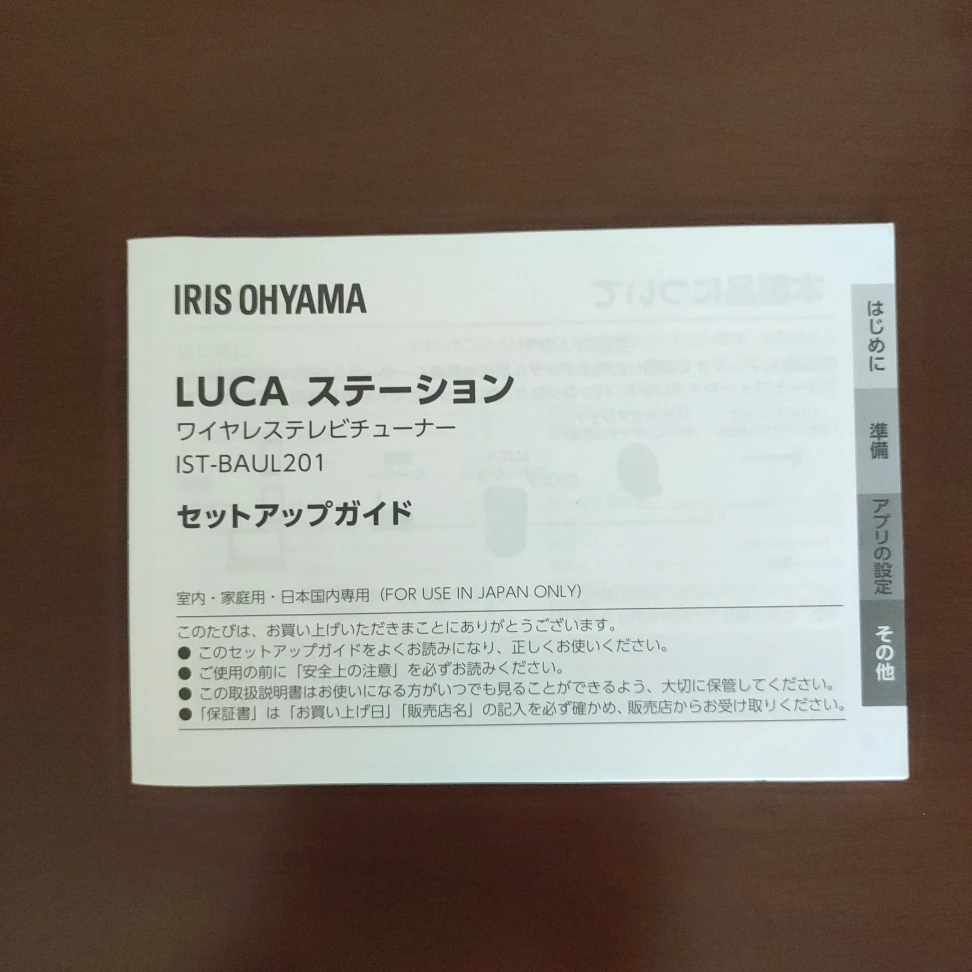 IRIS OHYAMA
LUCA ステーション
ワイヤレステレビチューナー
IST-BAUL201
セットアップガイド
室内・家庭用・日本国内専用（FOR USE IN JAPAN ONLY）
このたびは、お買い上げいただきまことにありがとうございます。
● このセットアップガイドをよくお読みになり、正しくお使いください。
● ご使用の前に「安全上の注意」を必ずお読みください。
● この取扱説明書はお使いになる方がいつでも見ることができるよう、大切に保管してください。
●「保証書」は「お買い上げ日」「販売店名」の記入を必ず確かめ、販売店からお受け取りください。
はじめに
準備
アプリの設定
その他
本製品について